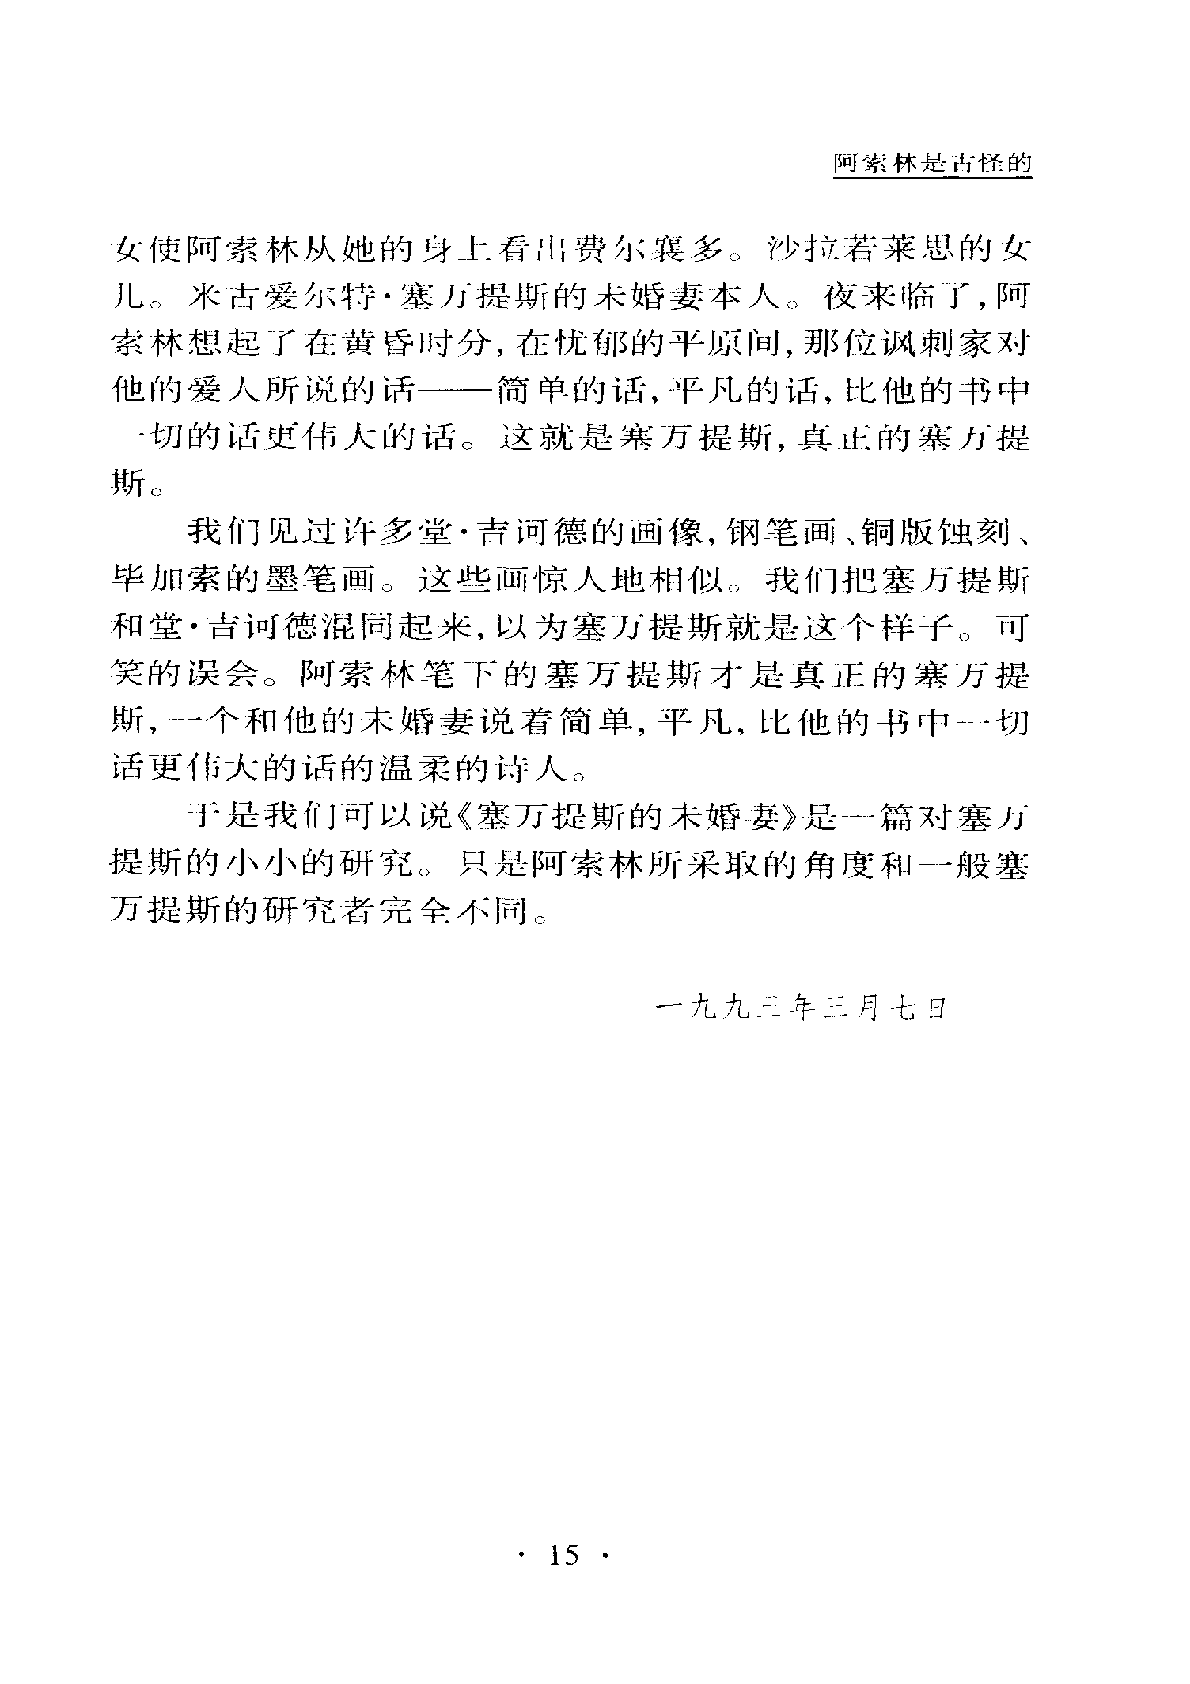 阿索林是古怪的
女使阿索林从她的身上看出费尔襄多。沙拉若莱思的女
儿。米古爱尔特·塞万提斯的未婚妻本人。夜来临了,阿
索林想起了在黄昏时分,在忧郁的平原间,那位讽刺家对
他的爱人所说的话——简单的话,平凡的话,比他的书中
一切的话更伟大的话。这就是塞万提斯,真正的塞万提
斯。
我们见过许多堂·吉诃德的画像,钢笔画、铜版蚀刻、
毕加索的墨笔画。这些画惊人地相似。我们把塞万提斯
和堂·吉诃德混同起来,以为塞万提斯就是这个样子。可
笑的误会。阿索林笔下的塞万提斯才是真正的塞万提
斯,一个和他的未婚妻说着简单,平凡,比他的书中一切
话更伟大的话的温柔的诗人。
于是我们可以说《塞万提斯的未婚妻》是一篇对塞万
提斯的小小的研究。只是阿索林所采取的角度和一般塞
万提斯的研究者完全不同。
一九九三年三月七日
· 15 ·